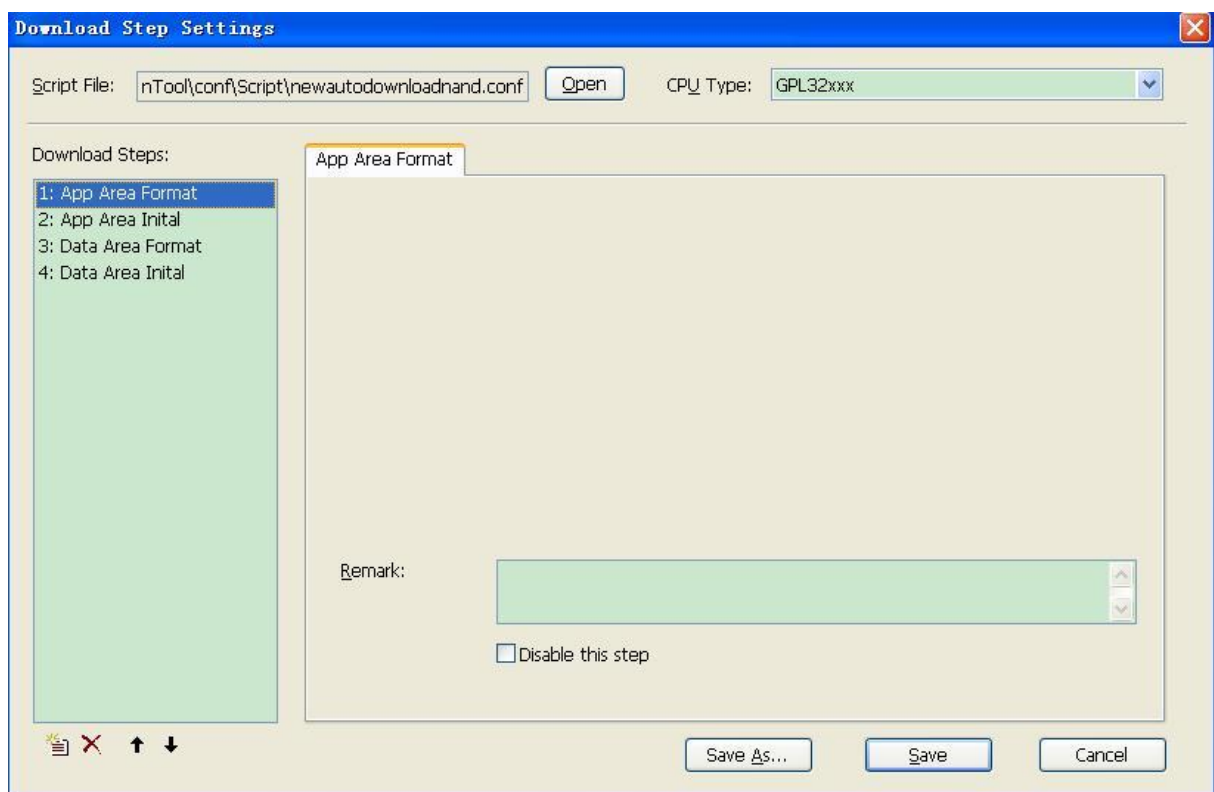 Download Step Settings
Script File: nTool\conf\Script\newautodownloadnand.conf Open CPU Type: GPL32xxx
Download Steps:
App Area Format
1: App Area Format
2: App Area Inital
3: Data Area Format
4: Data Area Inital
Remark:
Disable this step
Save As... Save Cancel